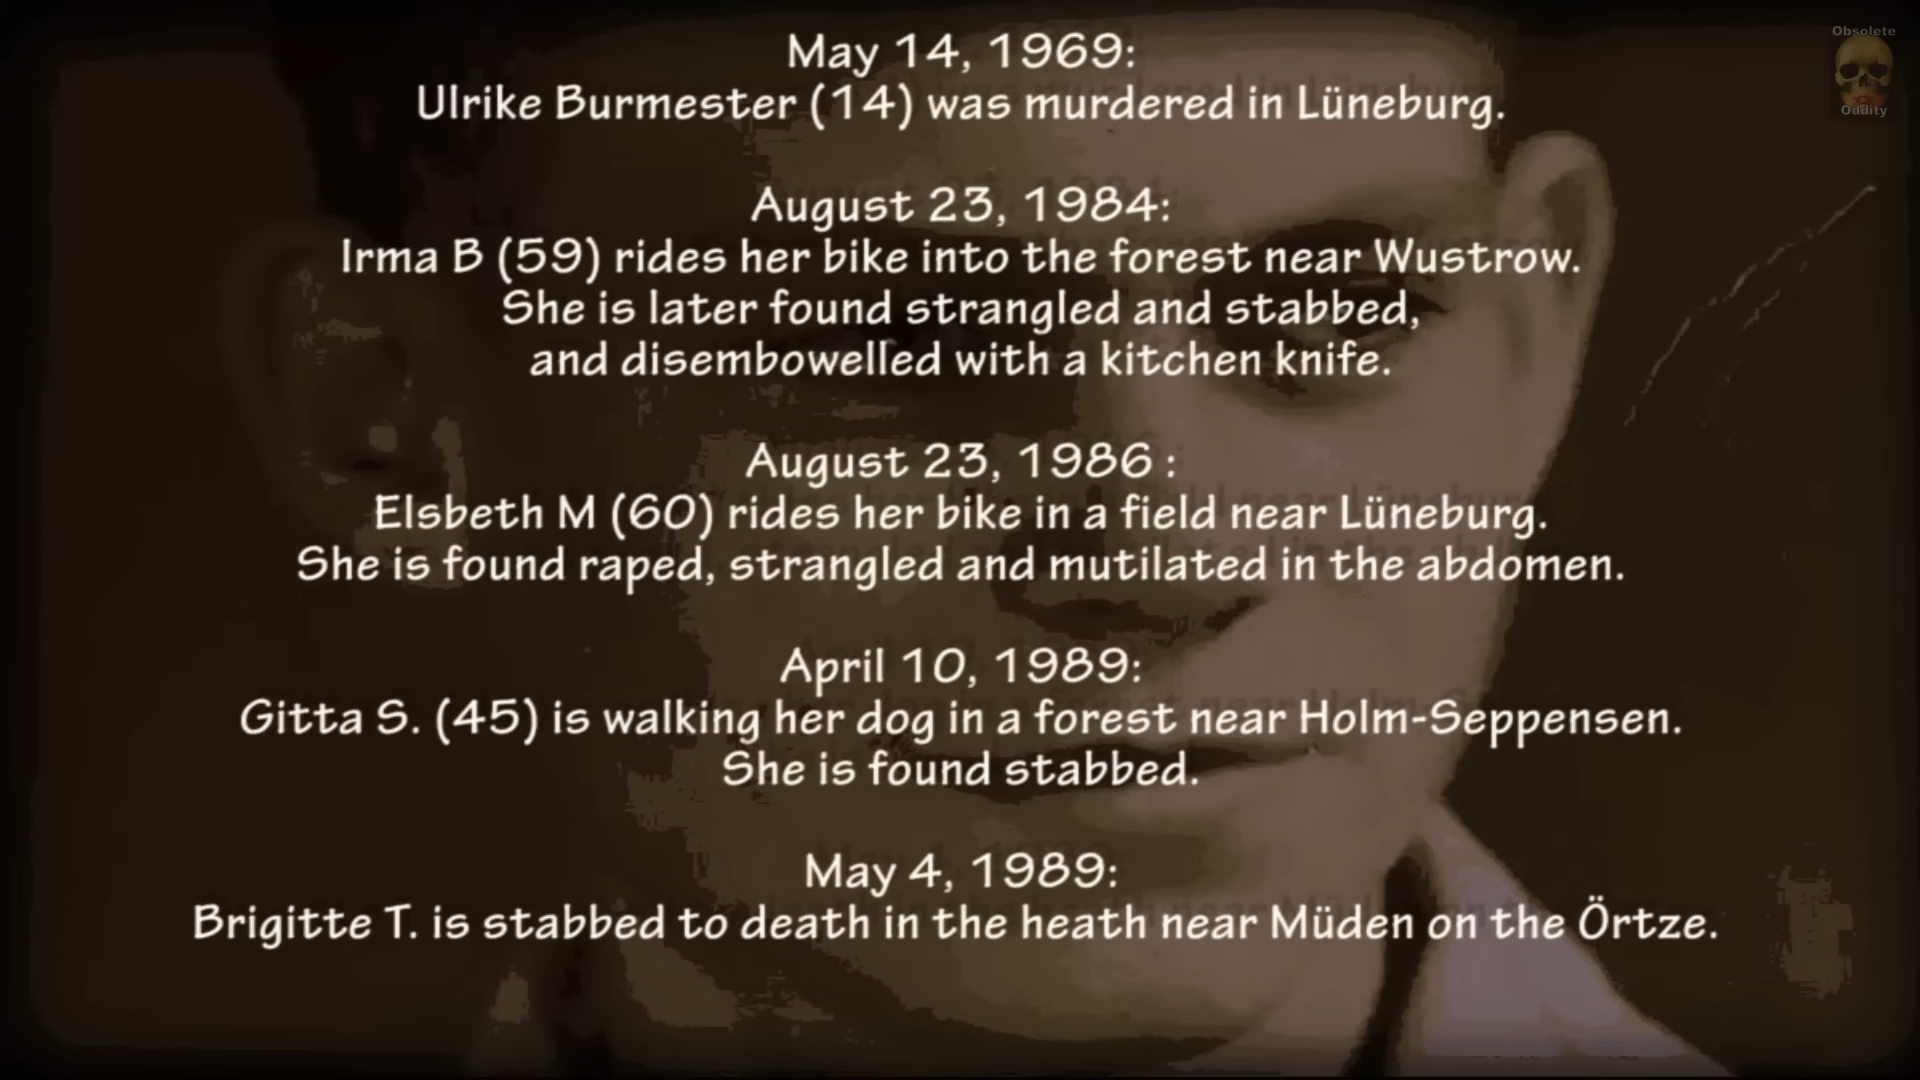 May 14, 1969:
Ulrike Burmester (14) was murdered in Lüneburg.
August 23, 1984:
Irma B (59) rides her bike into the forest near Wustrow.
She is later found strangled and stabbed,
and disembowelled with a kitchen knife.
August 23, 1986 :
Elsbeth M (60) rides her bike in a field near Lüneburg.
She is found raped, strangled and mutilated in the abdomen.
April 10, 1989:
Gitta S. (45) is walking her dog in a forest near Holm-Seppensen.
She is found stabbed.
May 4, 1989:
Brigitte T. is stabbed to death in the heath near Müden on the Örtze.
Obsolete
Oddity